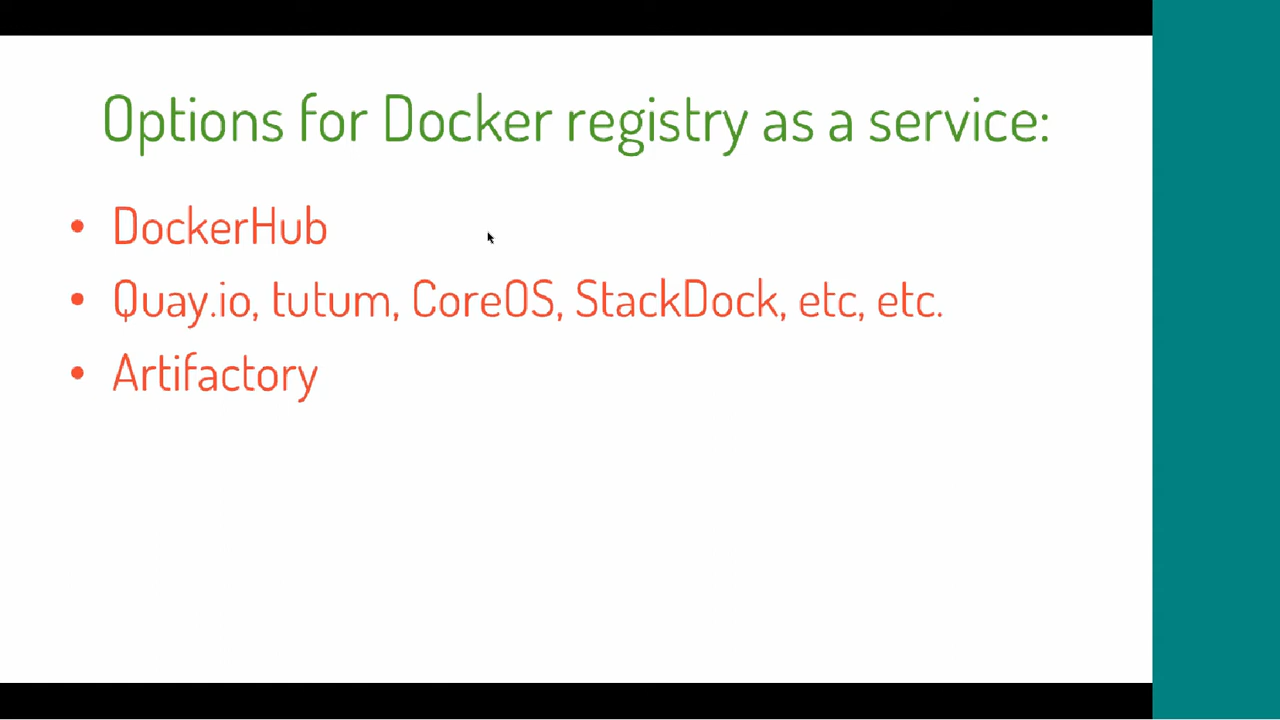 Options for Docker registry as a service:
• DockerHub
• Quay.io, tutum, CoreOS, StackDock, etc, etc.
• Artifactory